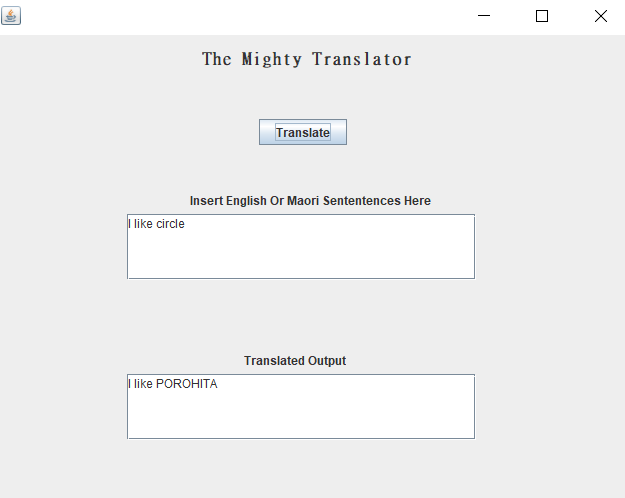 The Mighty Translator
Translate
Insert English Or Maori Sententences Here
I like circle
Translated Output
I like POROHITA